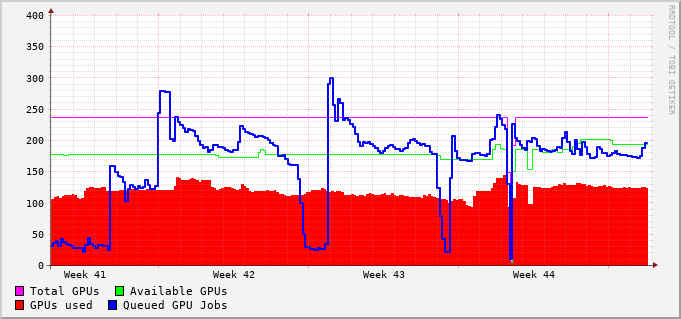 400
350
300
250
200
150
100
50
0
Week 41 Week 42 Week 43 Week 44
Total GPUs Available GPUs
GPUs used Queued GPU Jobs
RRDTOOL / TOBI OETIKER